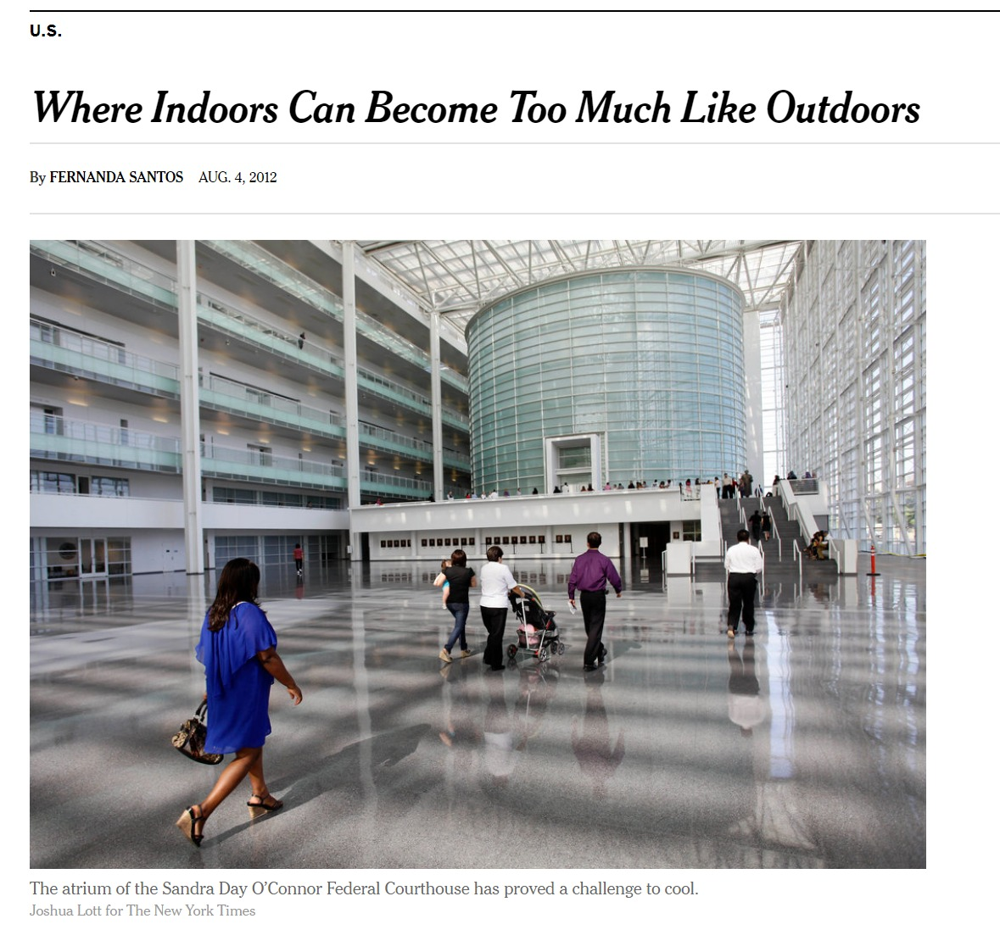 U.S.
Where Indoors Can Become Too Much Like Outdoors
By FERNANDA SANTOS AUG. 4, 2012
The atrium of the Sandra Day O’Connor Federal Courthouse has proved a challenge to cool.
Joshua Lott for The New York Times